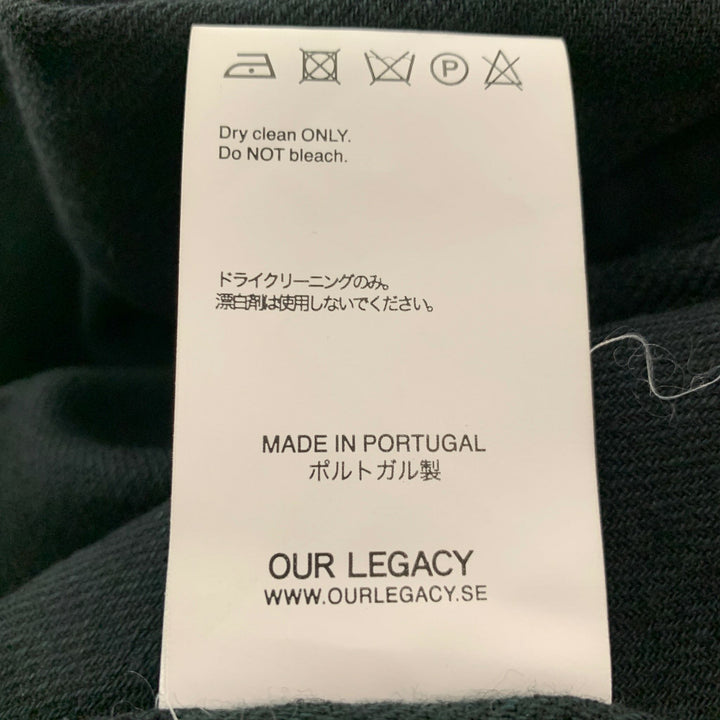 P
Dry clean ONLY.
Do NOT bleach.
ドライクリーニングのみ。
漂白剤は使用しないでください。
MADE IN PORTUGAL
ポルトガル製
OUR LEGACY
WWW.OURLEGACY.SE